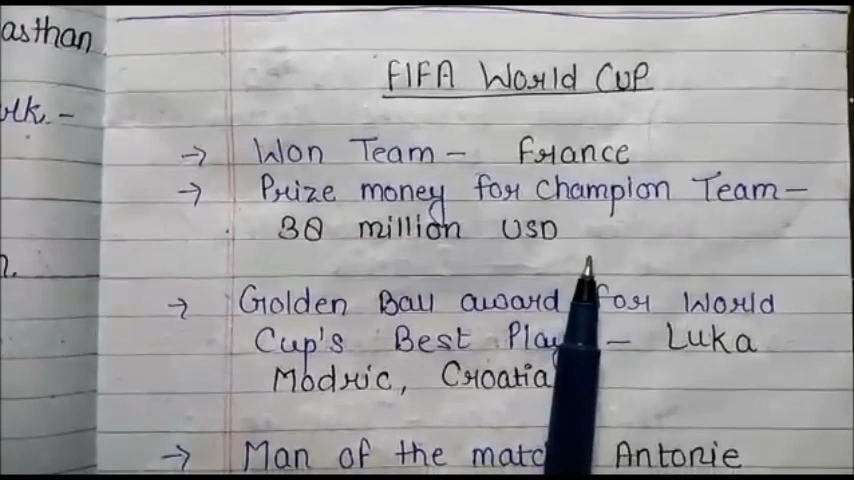 asthan
FIFA World Cup
rk. -
→ Won Team - France
→ Prize money for Champion Team -
38 million USD
→ Golden Ball award for World
Cup's Best Play - Luka
Modric, Croatia
→ Man of the matc Antonie